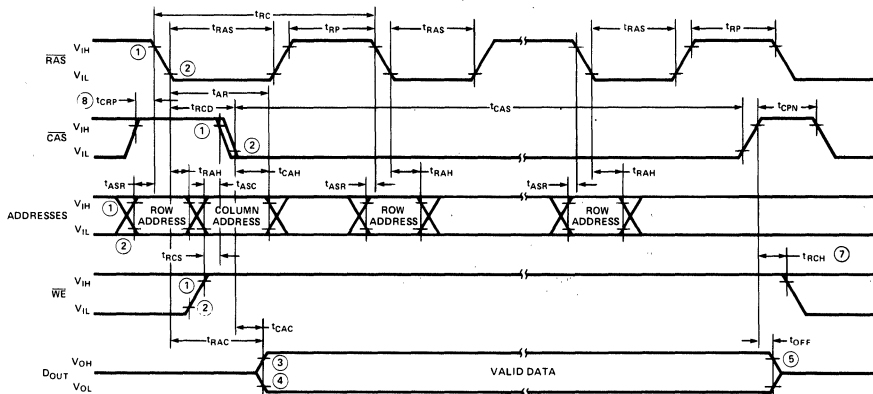 tRC
tRAS tRP tRAS tRAS tRP
RAS VIH ① VIL ②
tAR
⑧ tCRP tRCD tCAS tCPN
CAS VIH ① VIL ②
tRAH tCAH tRAH tRAH
tASR tASC tASR tASR
ADDRESSES VIH ① VIL ② ROW ADDRESS COLUMN ADDRESS ROW ADDRESS ROW ADDRESS
tRCS tRCH ⑦
WE VIH ① VIL ②
tCAC
tRAC tOFF
DOUT VOH ③ VOL ④ VALID DATA ⑤